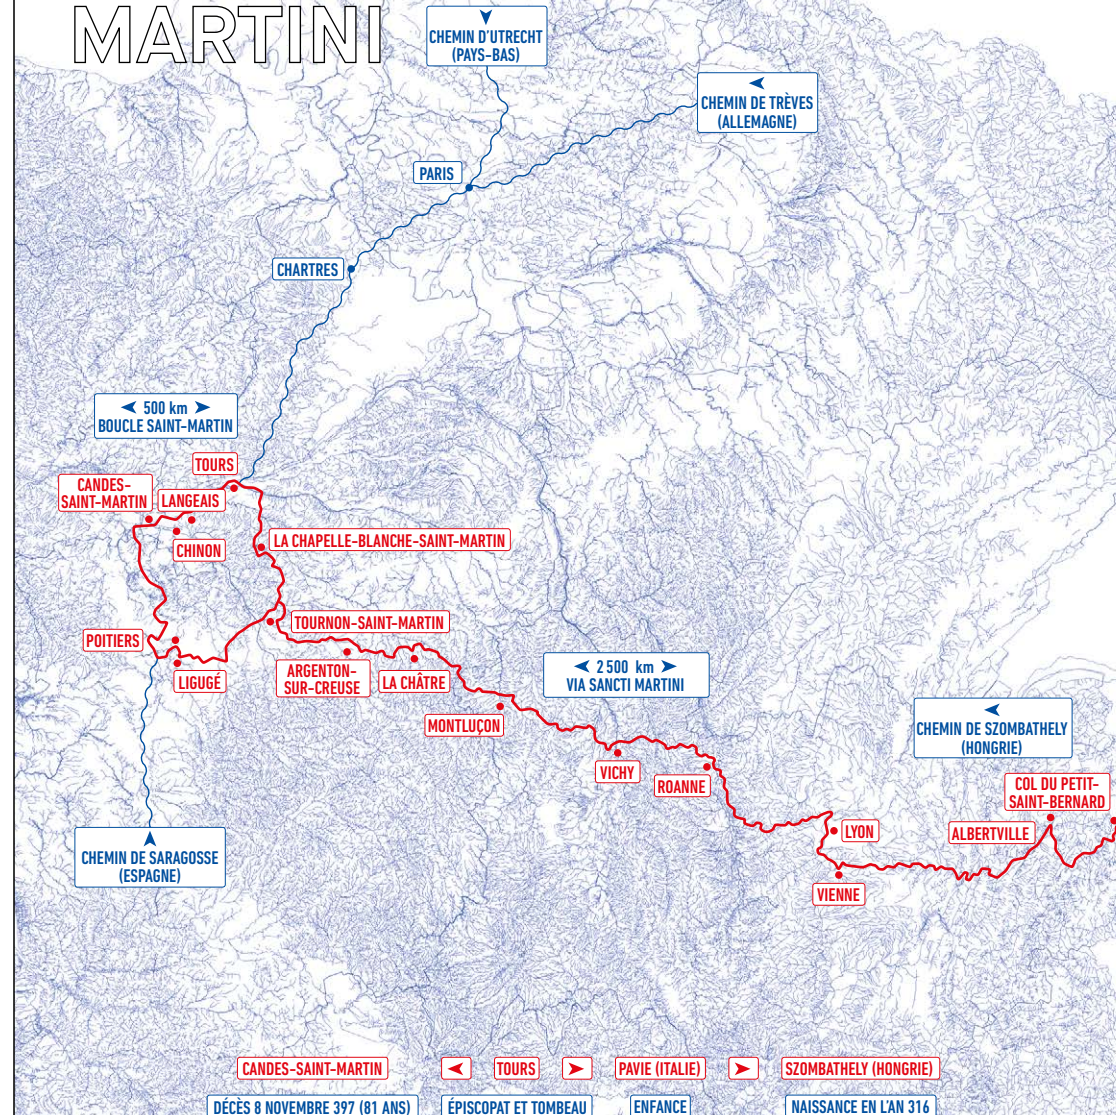 MARTINI
CHEMIN D'UTRECHT
(PAYS-BAS)
CHEMIN DE TRÈVES
(ALLEMAGNE)
PARIS
CHARTRES
500 km
BOUCLE SAINT-MARTIN
TOURS
CANDES-
SAINT-MARTIN
LANGEAIS
CHINON
LA CHAPELLE-BLANCHE-SAINT-MARTIN
TOURNON-SAINT-MARTIN
POITIERS
LIGUGÉ
ARGENTON-
SUR-CREUSE
LA CHÂTRE
2 500 km
VIA SANCTI MARTINI
MONTLUÇON
CHEMIN DE SZOMBATHELY
(HONGRIE)
VICHY
ROANNE
COL DU PETIT-
SAINT-BERNARD
LYON
ALBERTVILLE
CHEMIN DE SARAGOSSE
(ESPAGNE)
VIENNE
CANDES-SAINT-MARTIN
TOURS
PAVIE (ITALIE)
SZOMBATHELY (HONGRIE)
DÉCÈS 8 NOVEMBRE 397 (81 ANS)
ÉPISCOPAT ET TOMBEAU
ENFANCE
NAISSANCE EN L'AN 316